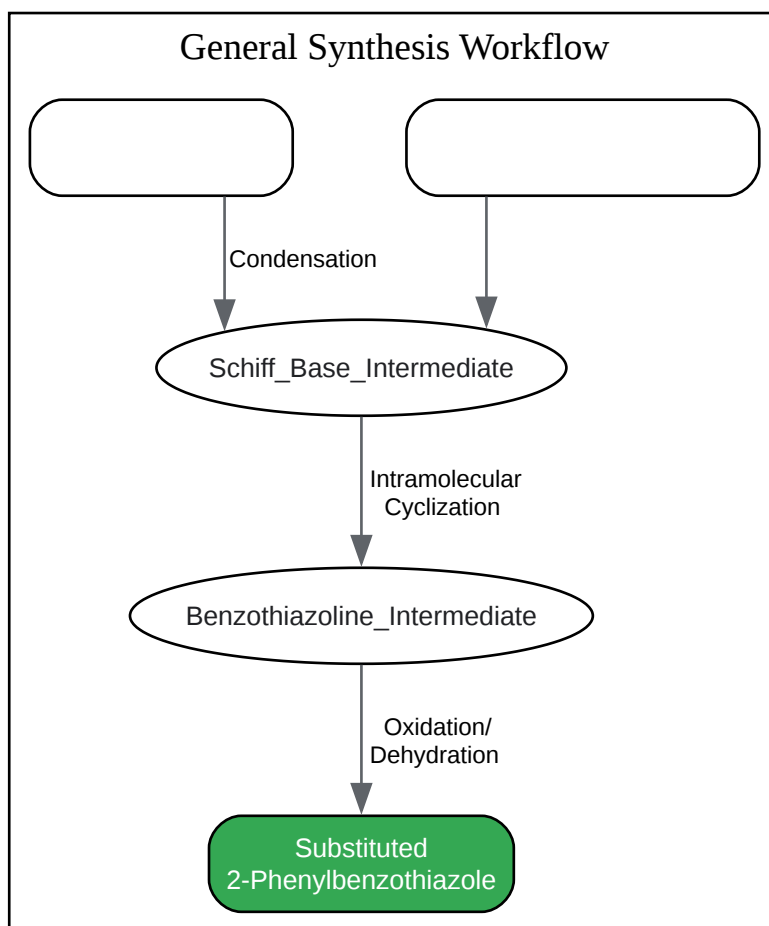 General Synthesis Workflow
Condensation
Schiff_Base_Intermediate
Intramolecular
Cyclization
Benzothiazoline_Intermediate
Oxidation/
Dehydration
Substituted
2-Phenylbenzothiazole